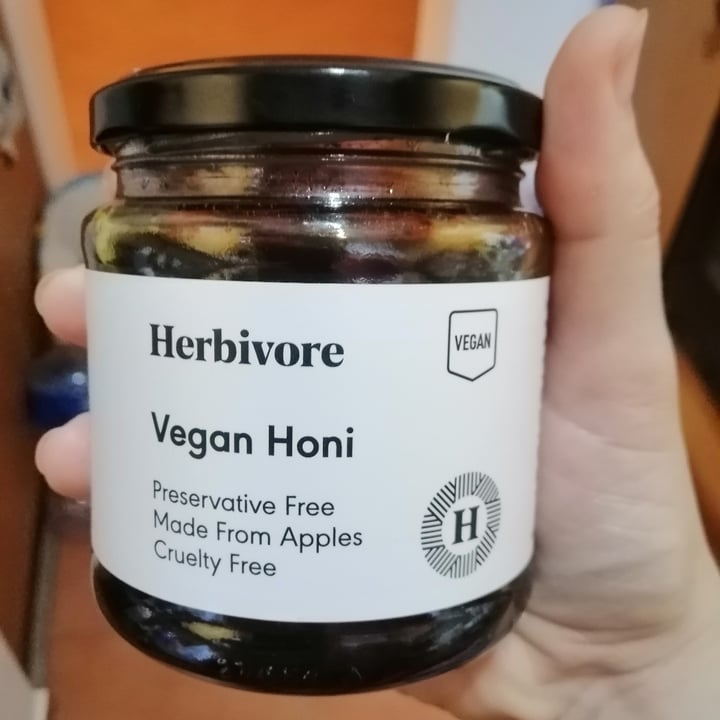 Herbivore
VEGAN
Vegan Honi
Preservative Free
Made From Apples
Cruelty Free
H